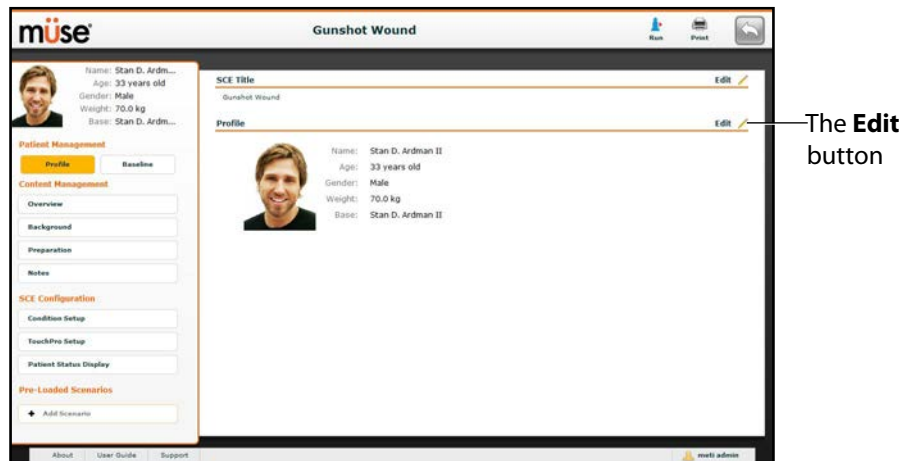 müse
Gunshot Wound
Run
Print
Name: Stan D. Ardm...
Age: 33 years old
Gender: Male
Weight: 70.0 kg
Base: Stan D. Ardm...
Patient Management
Profile Baseline
Content Management
Overview
Background
Preparation
Notes
SCE Configuration
Condition Setup
TouchPro Setup
Patient Status Display
Pre-Loaded Scenarios
+ Add Scenario
SCE Title Edit
Gunshot Wound
Profile Edit
Name: Stan D. Ardman II
Age: 33 years old
Gender: Male
Weight: 70.0 kg
Base: Stan D. Ardman II
The Edit
button
About User Guide Support
meti admin